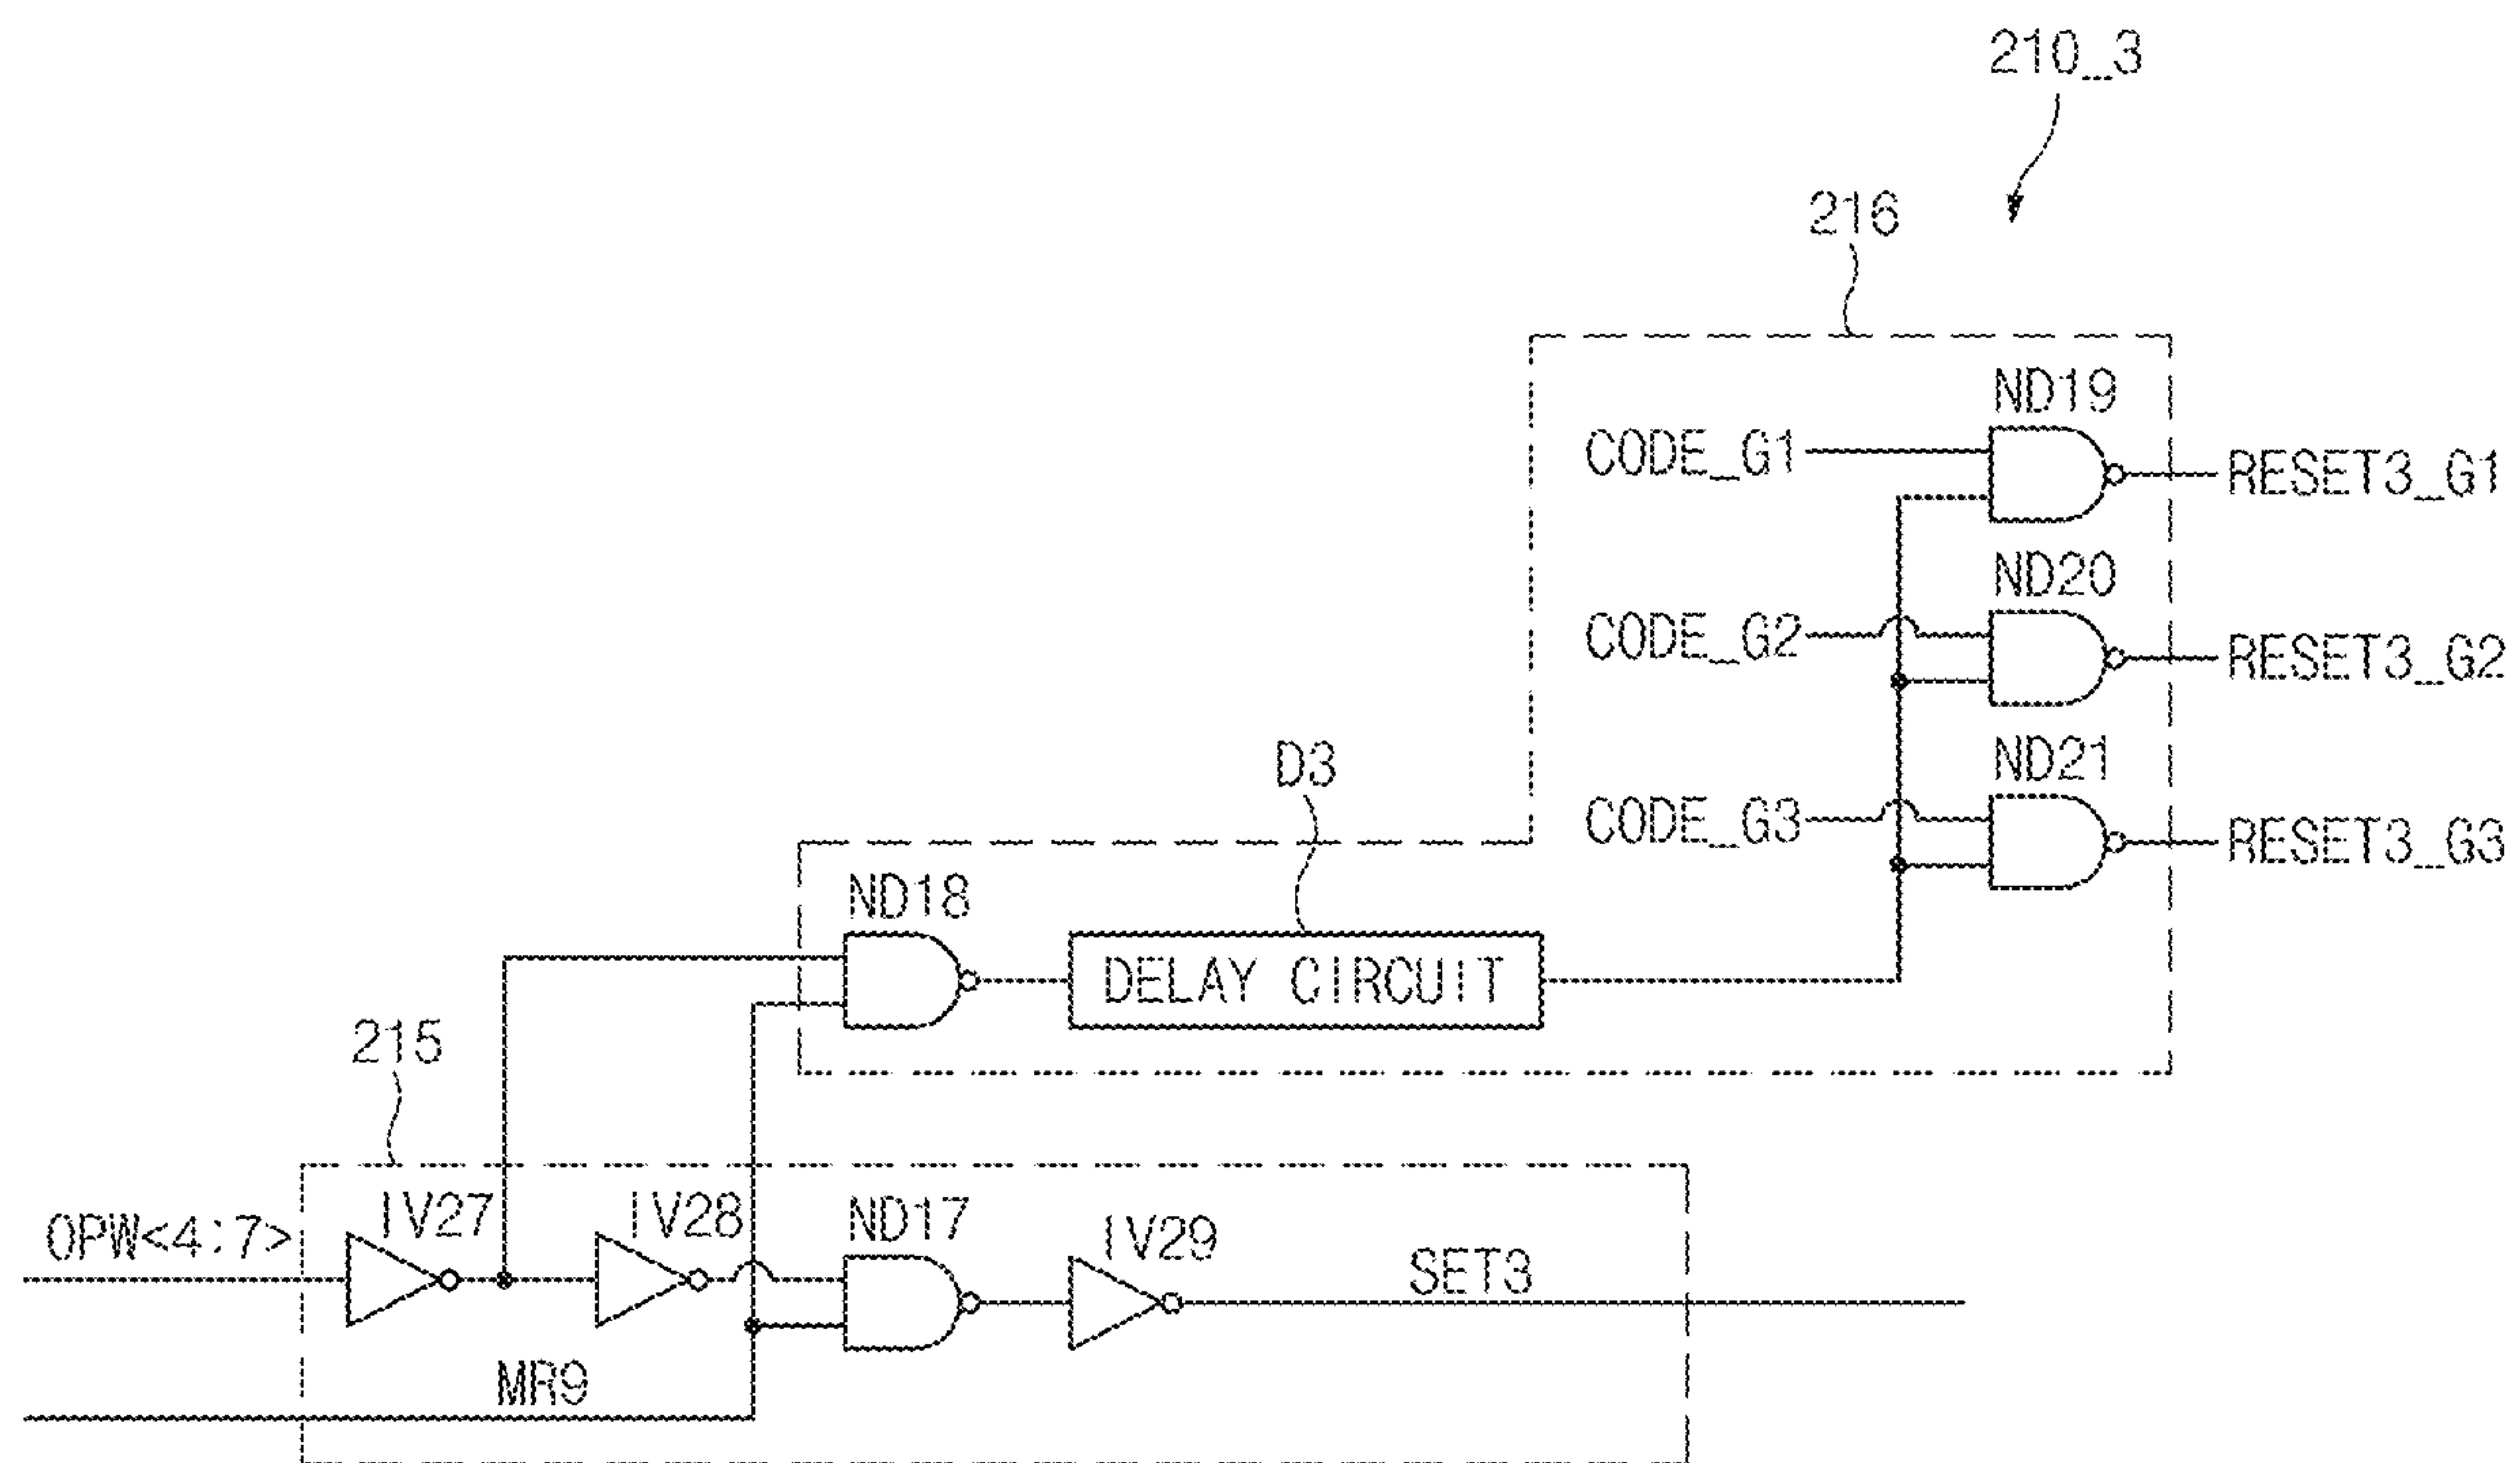 210_3
216
ND19
CODE_G1
RESET3_G1
ND20
CODE_G2
RESET3_G2
D3
ND21
CODE_G3
RESET3_G3
ND18
DELAY CIRCUIT
215
OPW<4:7>
IV27
IV28
ND17
IV29
SET3
MR9